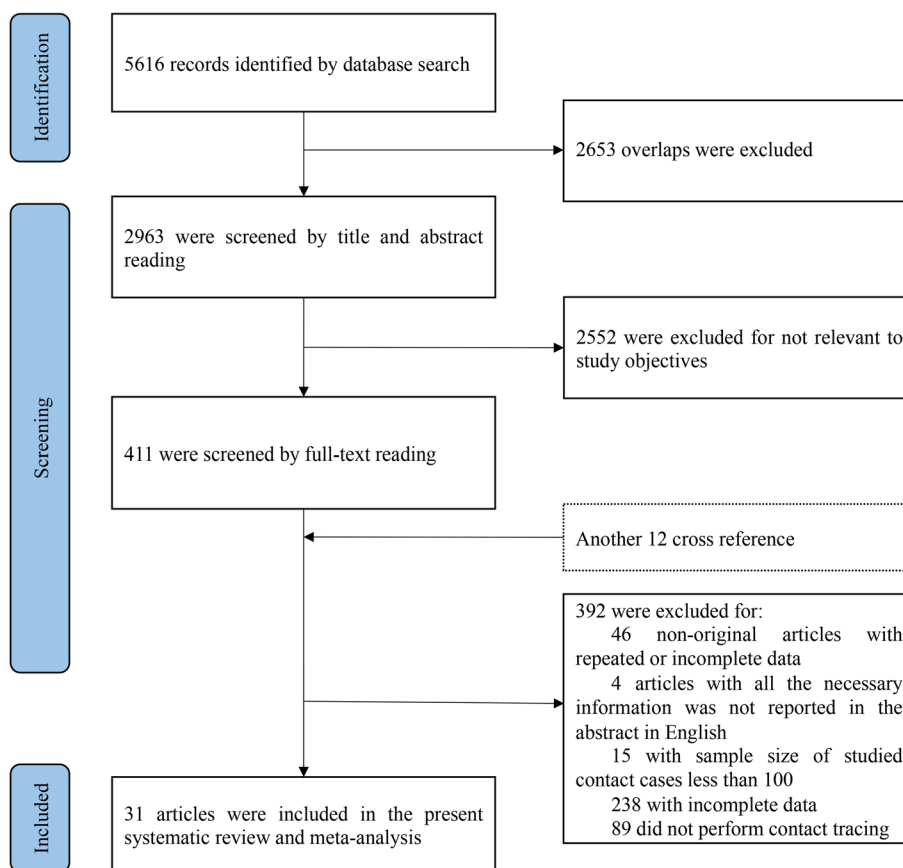 Identification
5616 records identified by database search
2653 overlaps were excluded
Screening
2963 were screened by title and abstract
reading
2552 were excluded for not relevant to
study objectives
411 were screened by full-text reading
Another 12 cross reference
392 were excluded for:
46 non-original articles with
repeated or incomplete data
4 articles with all the necessary
information was not reported in the
abstract in English
15 with sample size of studied
contact cases less than 100
238 with incomplete data
89 did not perform contact tracing
Included
31 articles were included in the present
systematic review and meta-analysis